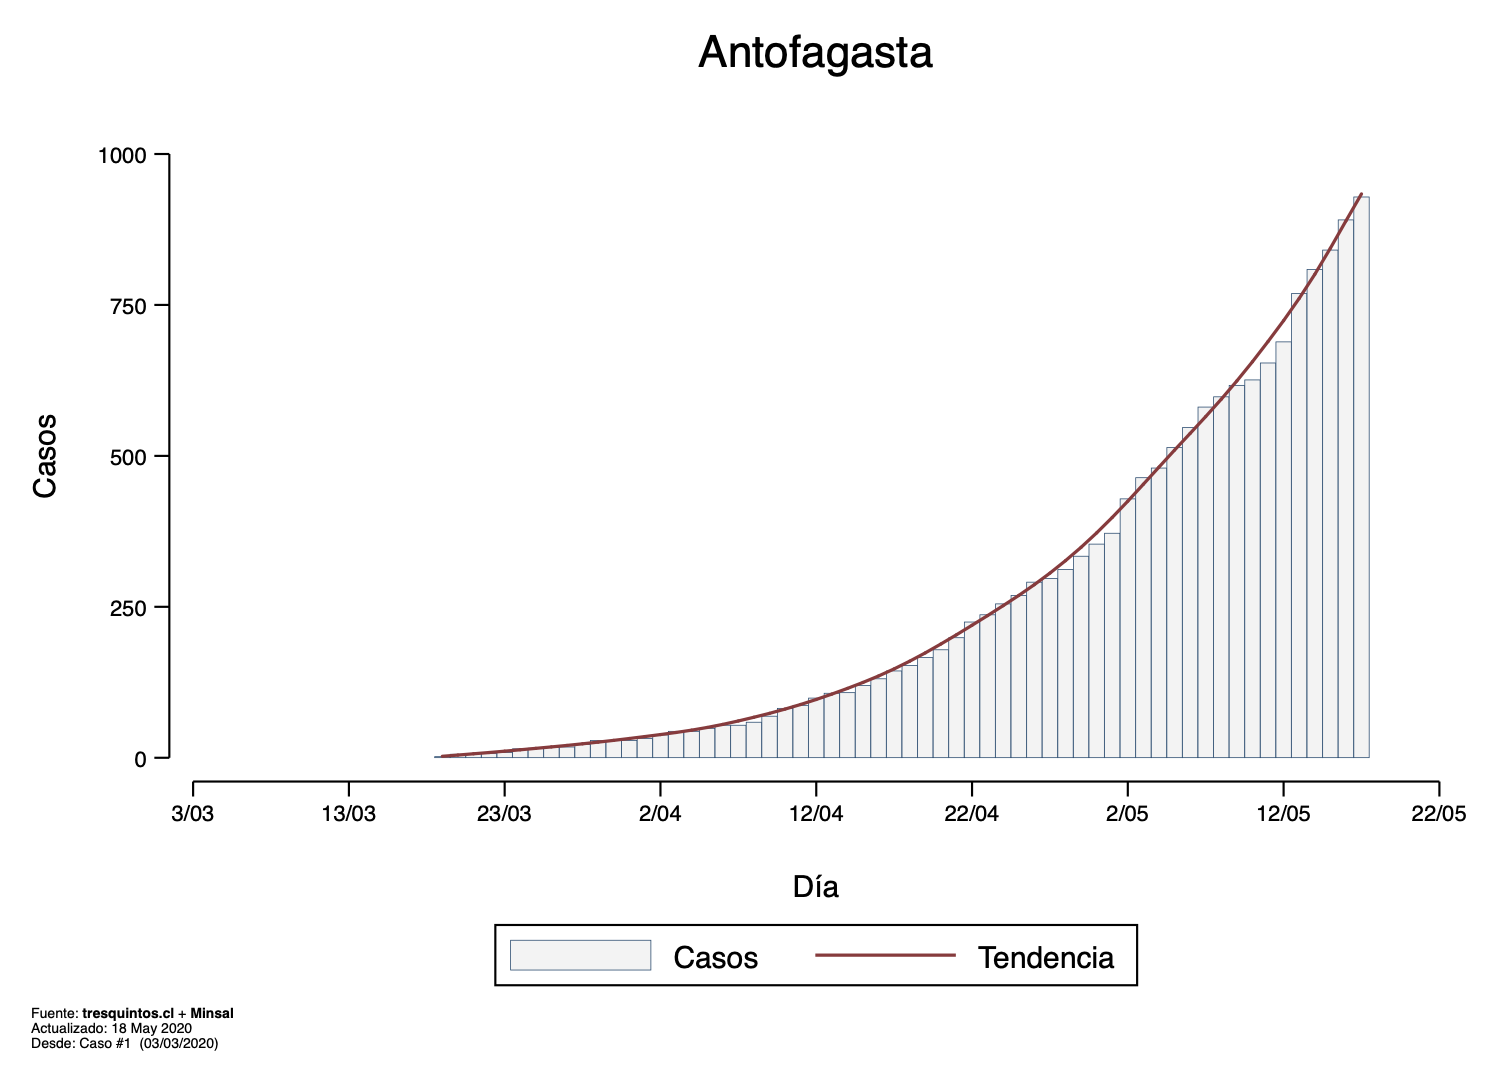 Antofagasta
1000
750
500
250
0
Casos
3/03 13/03 23/03 2/04 12/04 22/04 2/05 12/05 22/05
Día
Casos Tendencia
Fuente: tresquintos.cl + Minsal
Actualizado: 18 May 2020
Desde: Caso #1 (03/03/2020)